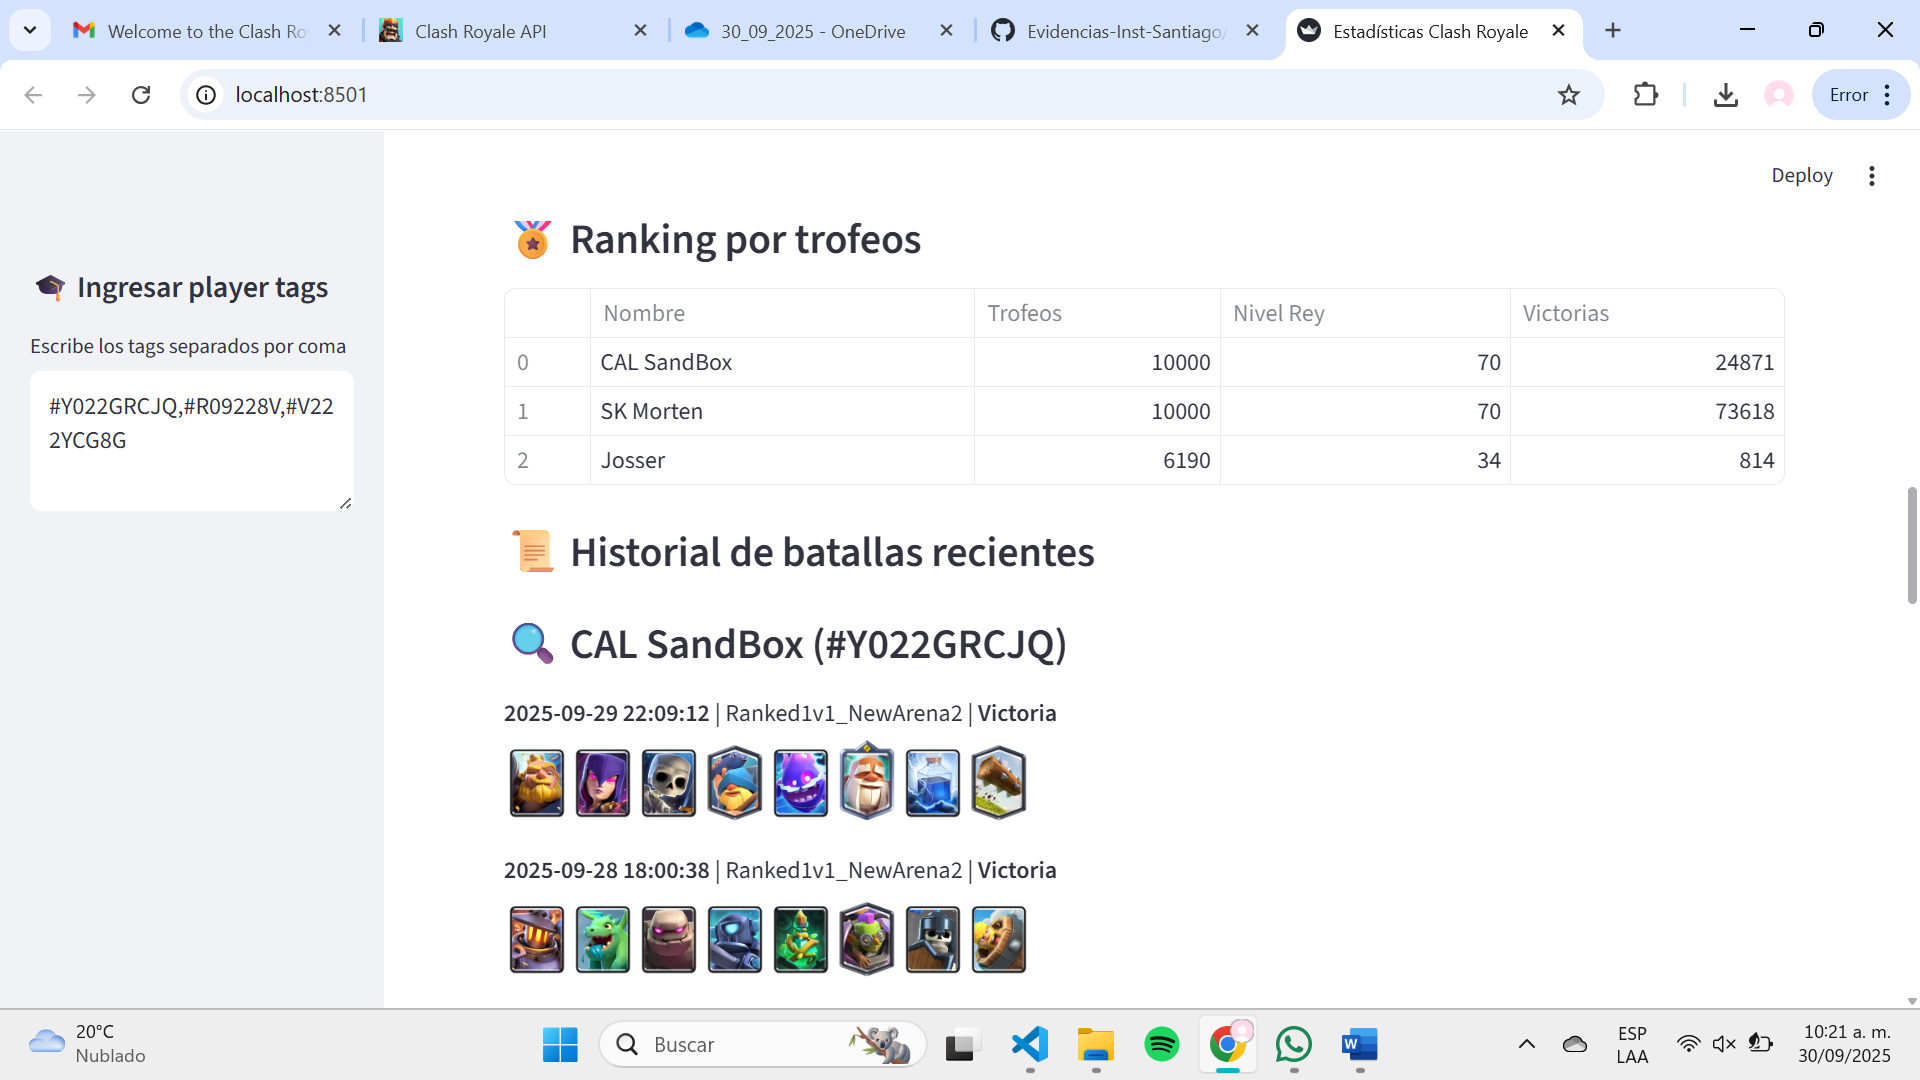 Welcome to the Clash Ro
Clash Royale API
30_09_2025 - OneDrive
Evidencias-Inst-Santiago/
Estadísticas Clash Royale
localhost:8501
Error
Deploy
Ingresar player tags
Escribe los tags separados por coma
#Y022GRCJQ,#R09228V,#V22
2YCG8G
Ranking por trofeos
Nombre Trofeos Nivel Rey Victorias
0 CAL SandBox 10000 70 24871
1 SK Morten 10000 70 73618
2 Josser 6190 34 814
Historial de batallas recientes
CAL SandBox (#Y022GRCJQ)
2025-09-29 22:09:12 | Ranked1v1_NewArena2 | Victoria
2025-09-28 18:00:38 | Ranked1v1_NewArena2 | Victoria
20°C
Nublado
Buscar
ESP
LAA
10:21 a. m.
30/09/2025